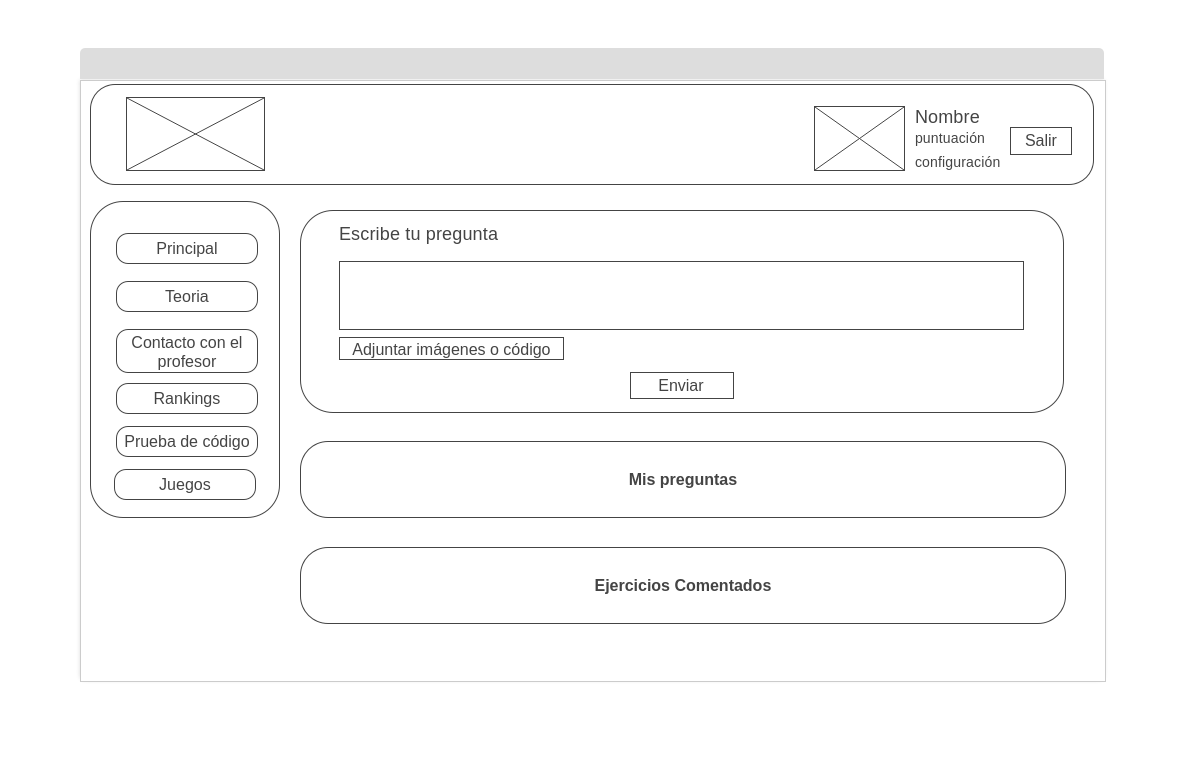 Nombre
puntuación
configuración
Salir
Principal
Teoria
Contacto con el
profesor
Rankings
Prueba de código
Juegos
Escribe tu pregunta
Adjuntar imágenes o código
Enviar
Mis preguntas
Ejercicios Comentados